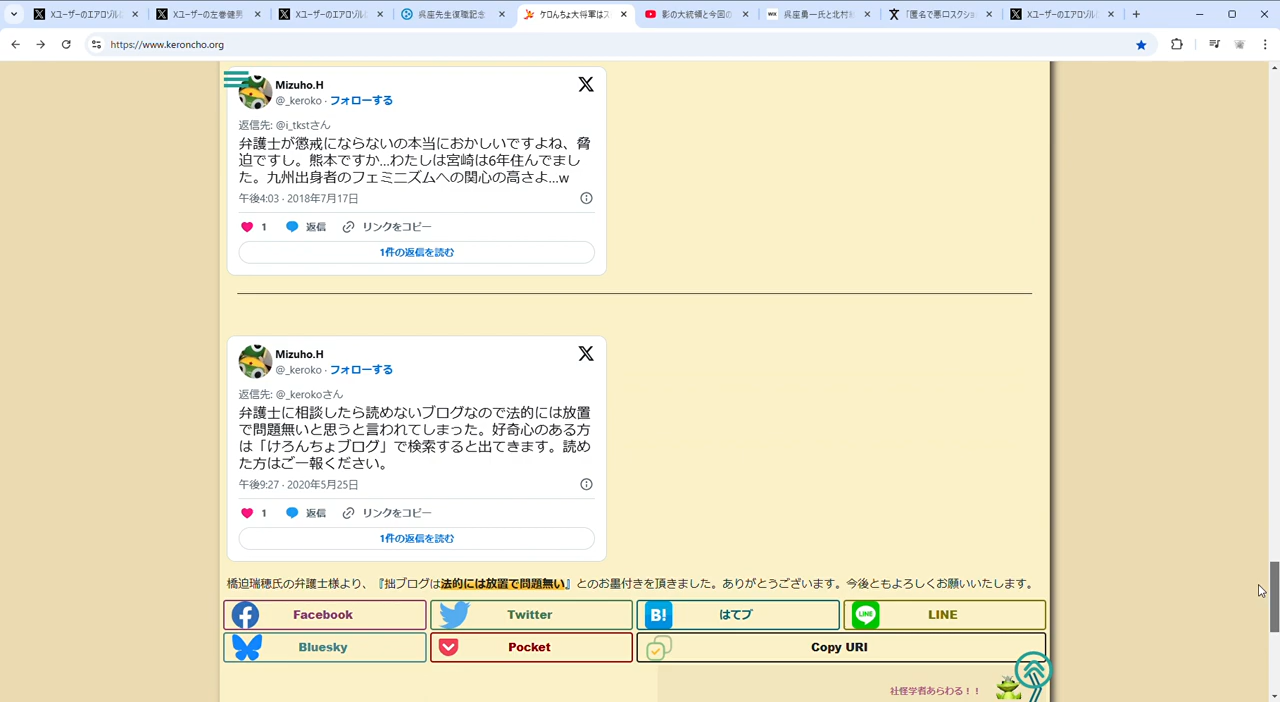 Xユーザーのエアロゾル
Xユーザーの左巻健男
Xユーザーのエアロゾル
呉座先生復職記念
ケロんちょ大将軍はス
影の大統領と今回の
呉座勇一氏と北村紗
「匿名で悪口スクショ
Xユーザーのエアロゾル
https://www.keroncho.org
Mizuho.H
@_keroko · フォローする
返信先: @i_tkstさん
弁護士が懲戒にならないの本当におかしいですよね、脅
迫ですし。熊本ですか...わたしは宮崎は6年住んでまし
た。九州出身者のフェミニズムへの関心の高さよ...w
午後4:03 · 2018年7月17日
1 返信 リンクをコピー
1件の返信を読む
Mizuho.H
@_keroko · フォローする
返信先: @_kerokoさん
弁護士に相談したら読めないブログなので法的には放置
で問題無いと思うと言われてしまった。好奇心のある方
は「けろんちょブログ」で検索すると出てきます。読め
た方はご一報ください。
午後9:27 · 2020年5月25日
1 返信 リンクをコピー
1件の返信を読む
橋迫瑞穂氏の弁護士様より、『拙ブログは法的には放置で問題無い』とのお墨付きを頂きました。ありがとうございます。今後ともよろしくお願いいたします。
Facebook Twitter B! はてブ LINE LINE
Bluesky Pocket Copy URI
社怪学者あらわる！！